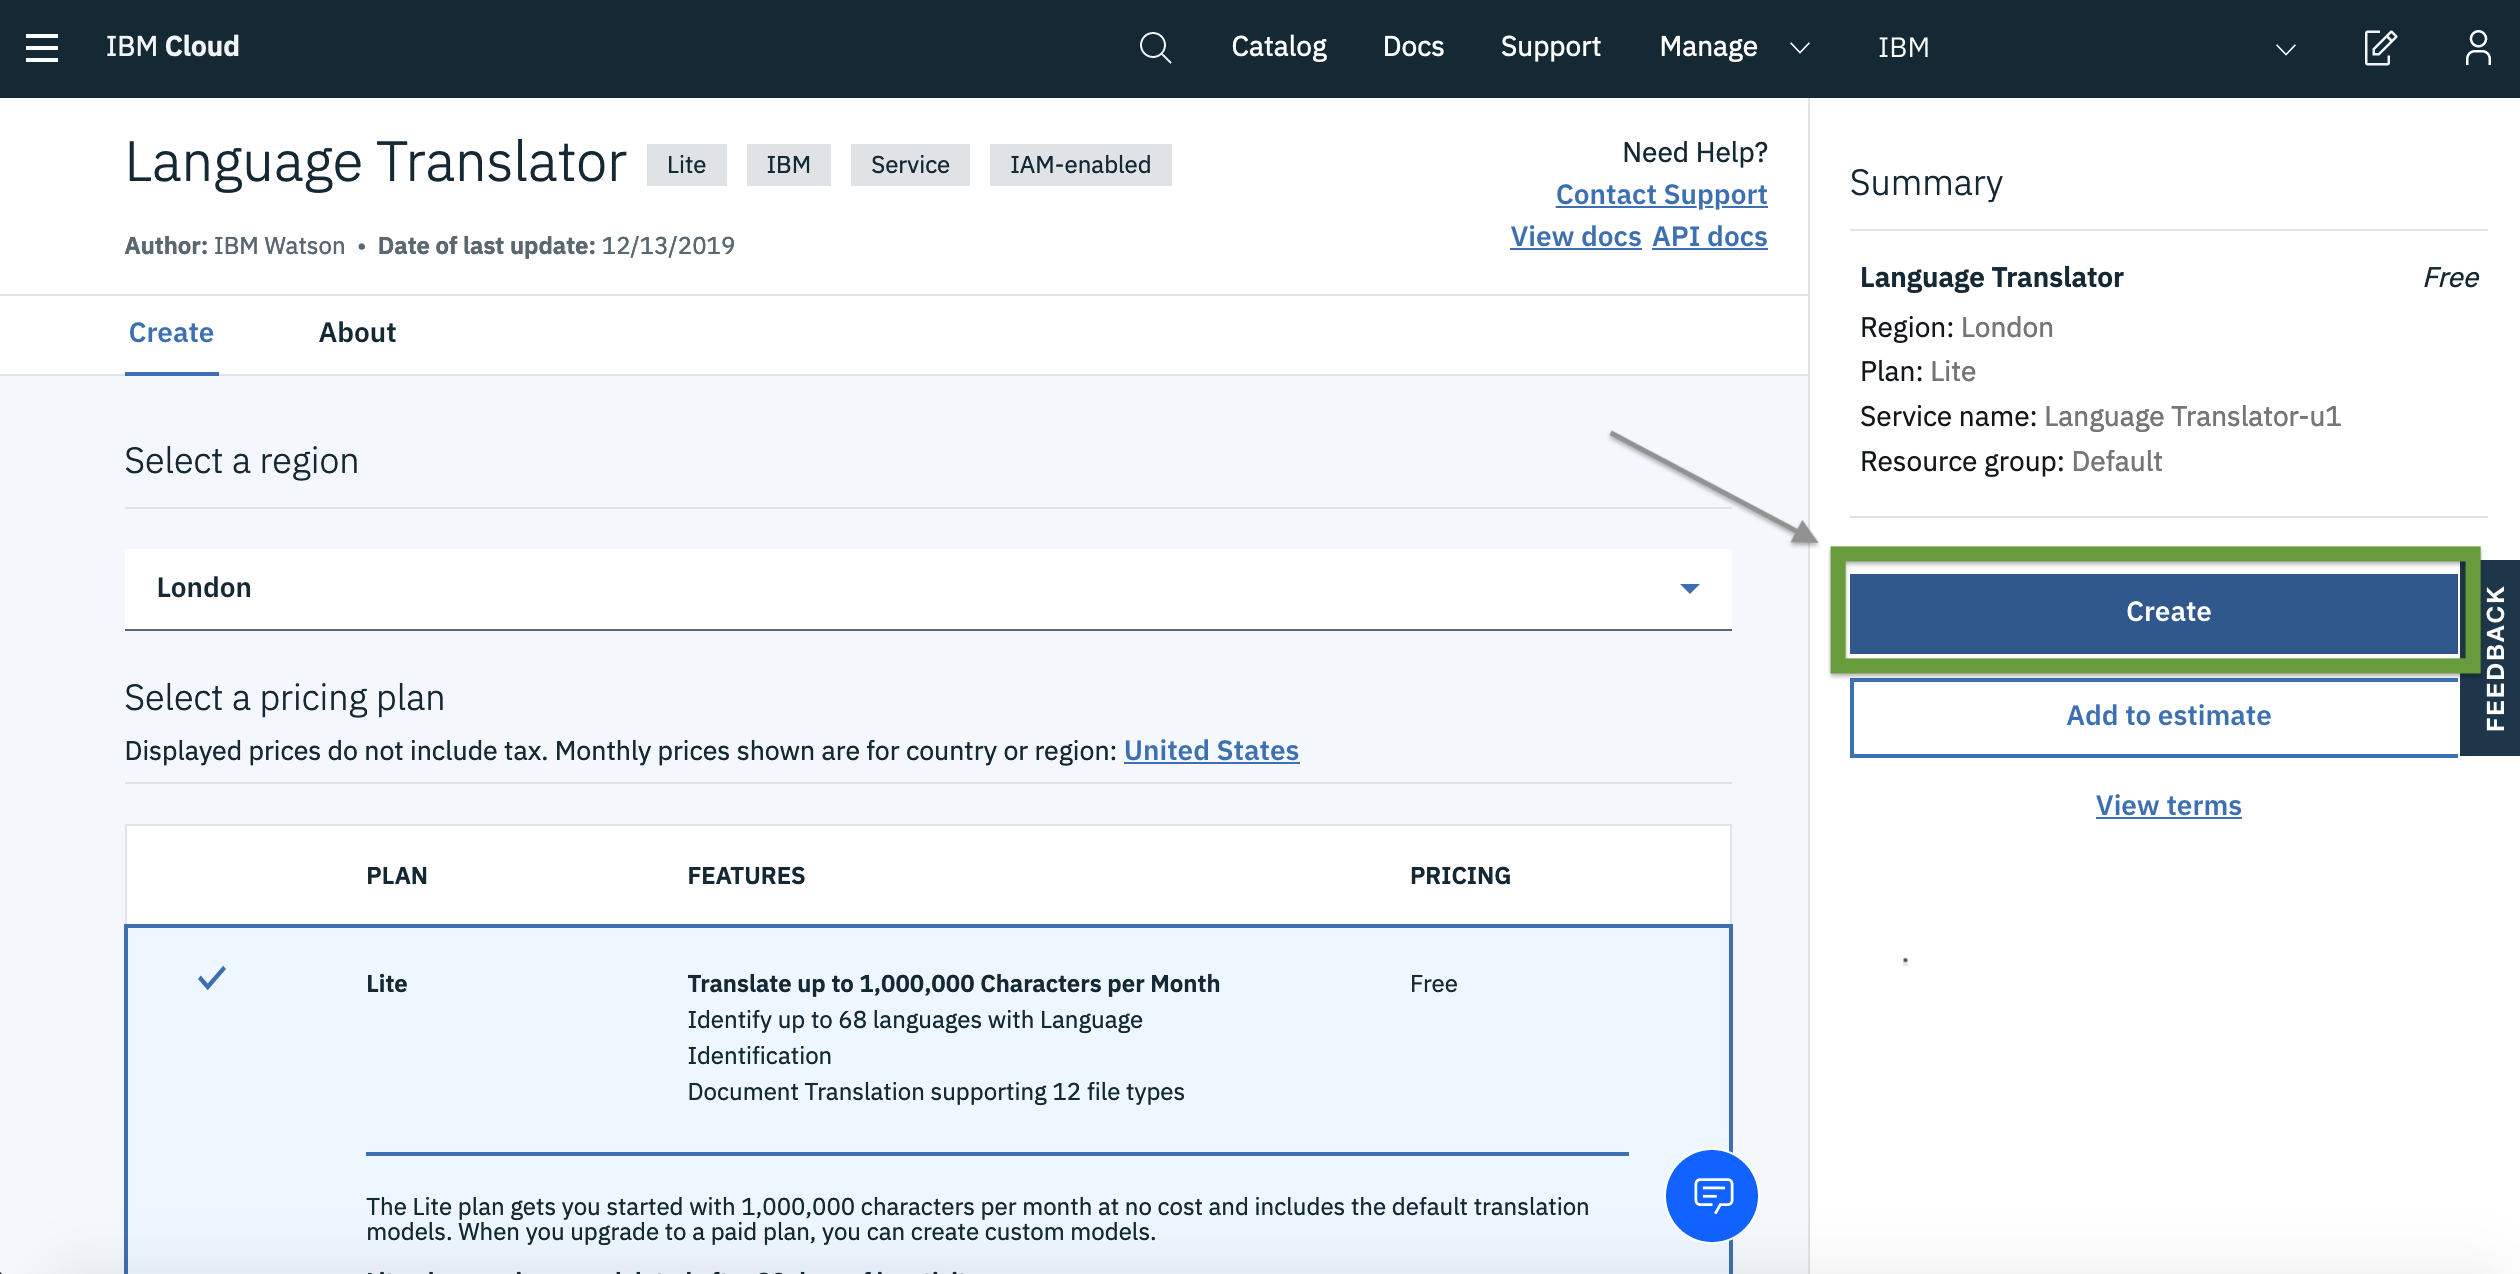 IBM Cloud
Catalog
Docs
Support
Manage
IBM
Language Translator
Lite
IBM
Service
IAM-enabled
Author: IBM Watson • Date of last update: 12/13/2019
Need Help?
Contact Support
View docs API docs
Create
About
Select a region
London
Select a pricing plan
Displayed prices do not include tax. Monthly prices shown are for country or region: United States
PLAN FEATURES PRICING
Lite Translate up to 1,000,000 Characters per Month Free
Identify up to 68 languages with Language
Identification
Document Translation supporting 12 file types
The Lite plan gets you started with 1,000,000 characters per month at no cost and includes the default translation
models. When you upgrade to a paid plan, you can create custom models.
Summary
Language Translator Free
Region: London
Plan: Lite
Service name: Language Translator-u1
Resource group: Default
Create
Add to estimate
View terms
FEEDBACK